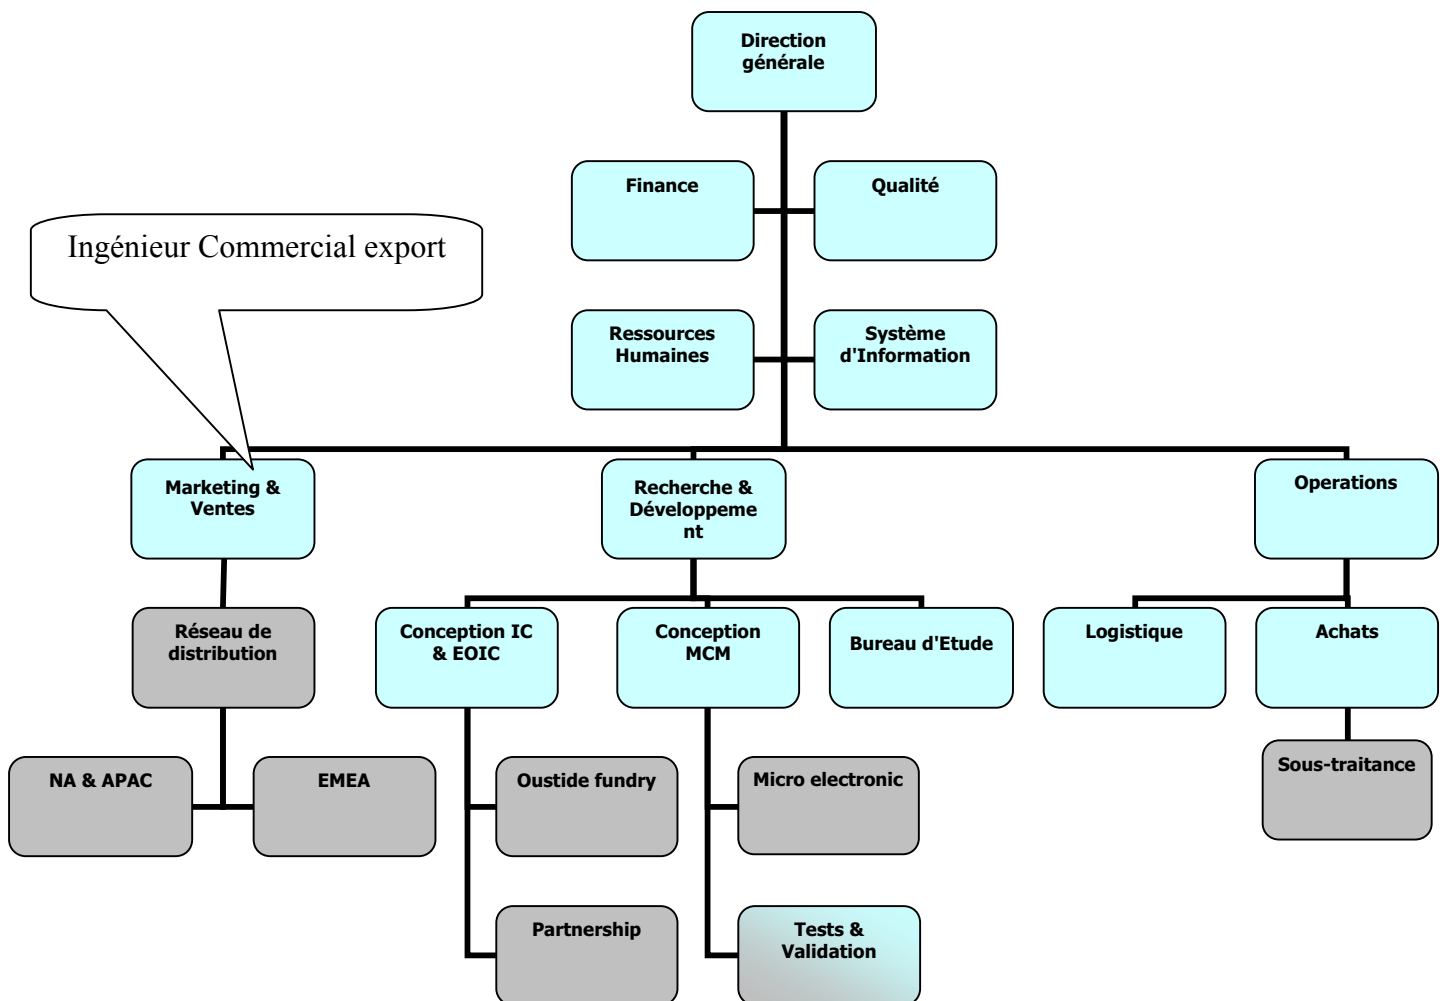 Direction
générale
Finance
Qualité
Ingénieur Commercial export
Ressources
Humaines
Système
d'Information
Marketing &
Ventes
Recherche &
Développeme
nt
Operations
Réseau de
distribution
Conception IC
& EOIC
Conception
MCM
Bureau d'Etude
Logistique
Achats
NA & APAC
EMEA
Oustide fundry
Micro electronic
Sous-traitance
Partnership
Tests &
Validation